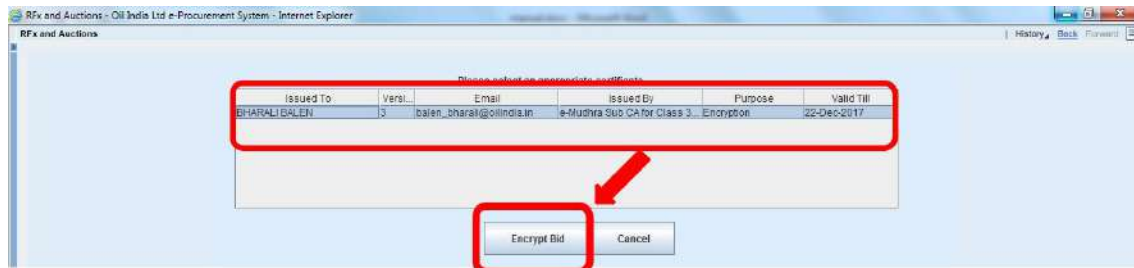 RFx and Auctions - Oil India Ltd e-Procurement System - Internet Explorer
RFx and Auctions
History Back Forward
Please select an appropriate certificate
Issued To Versi... Email Issued By Purpose Valid Till
BHARALI BALEN 3 balen_bharali@oilindia.in e-Mudhra Sub CA for Class 3... Encryption 22-Dec-2017
Encrypt Bid Cancel